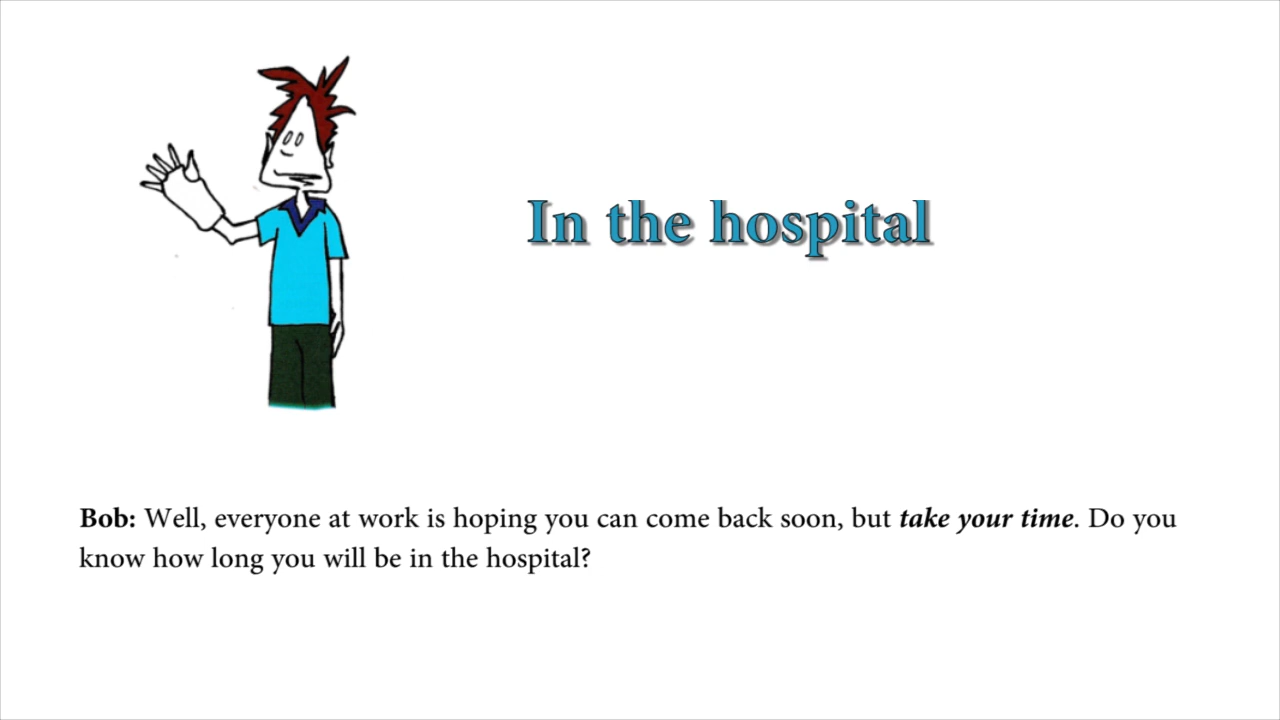 In the hospital
Bob: Well, everyone at work is hoping you can come back soon, but take your time. Do you
know how long you will be in the hospital?